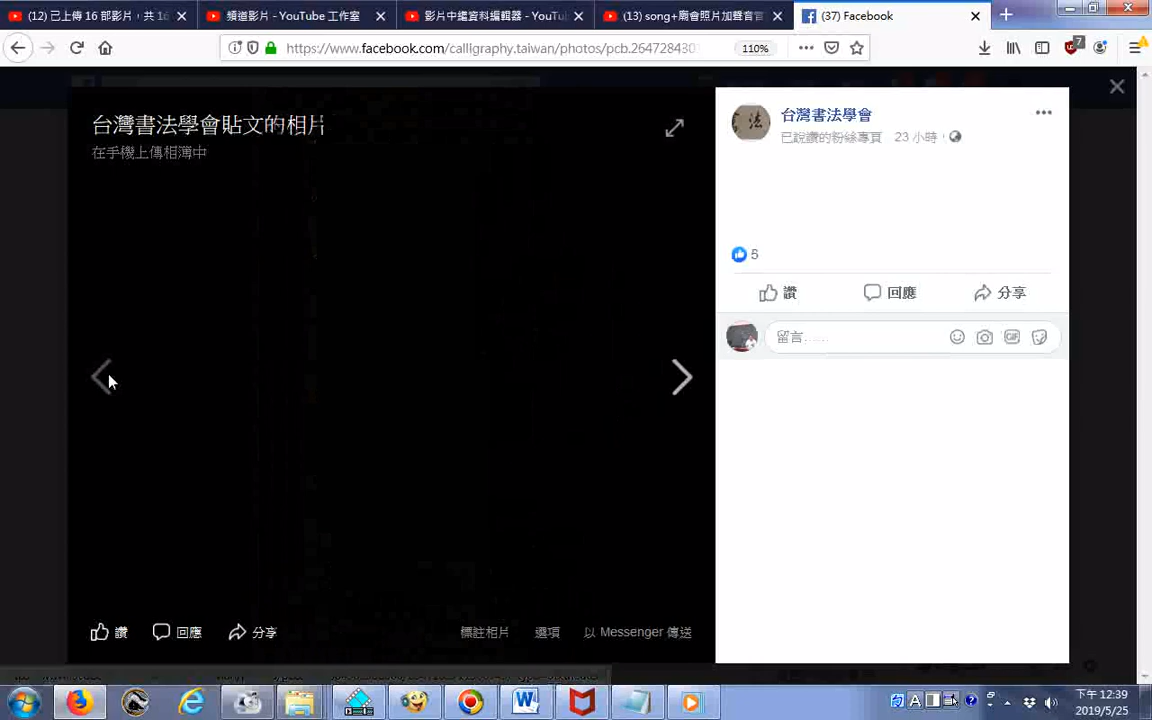 (12) 已上傳 16 部影片，共 16
頻道影片 - YouTube 工作室
影片中繼資料編輯器 - YouTu
(13) song+廟會照片加聲音官
(37) Facebook
https://www.facebook.com/calligraphy.taiwan/photos/pcb.264728430
110%
7
台灣書法學會貼文的相片
在手機上傳相簿中
台灣書法學會
已說讚的粉絲專頁 23 小時 ·
5
讚 回應 分享
留言......
GIF
讚 回應 分享
標註相片 選項 以 Messenger 傳送
下午 12:39
2019/5/25